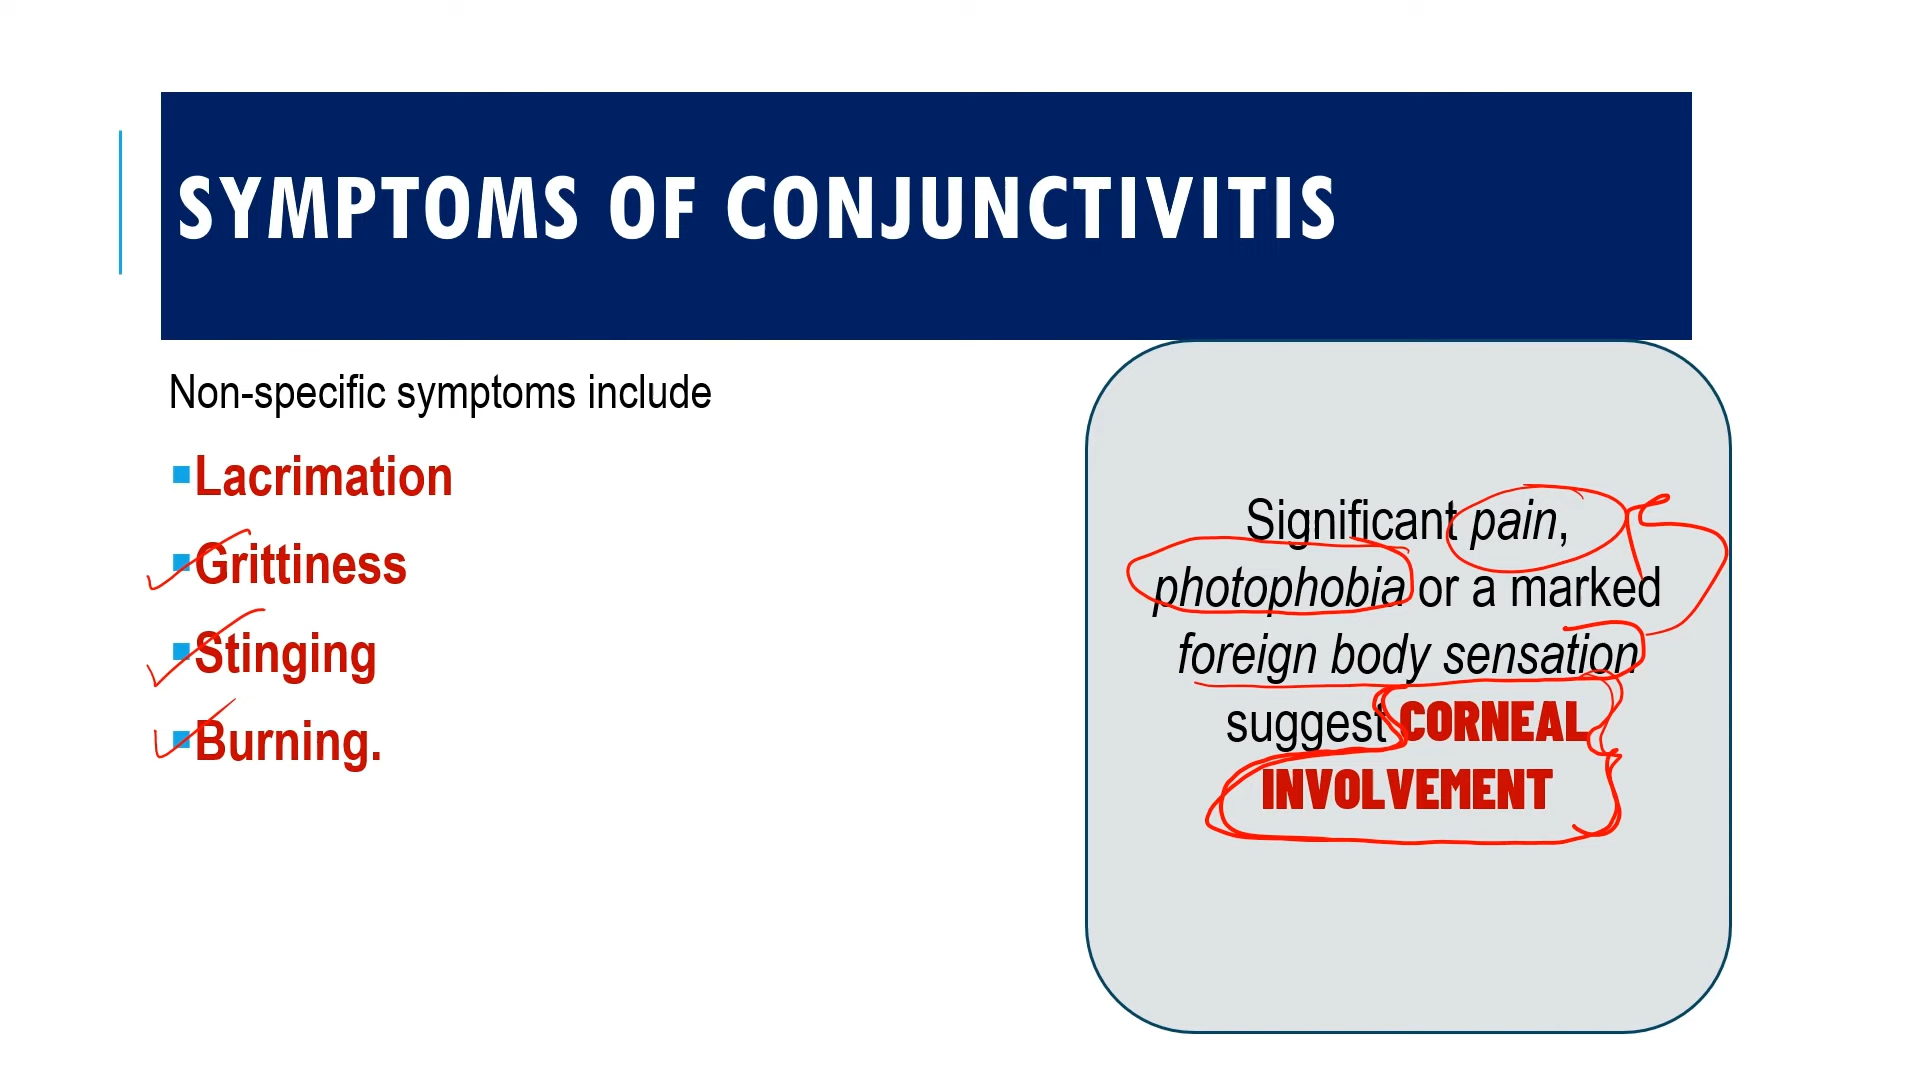 SYMPTOMS OF CONJUNCTIVITIS
Non-specific symptoms include
▪Lacrimation
▪Grittiness
▪Stinging
▪Burning.
Significant pain,
photophobia or a marked
foreign body sensation
suggest CORNEAL
INVOLVEMENT